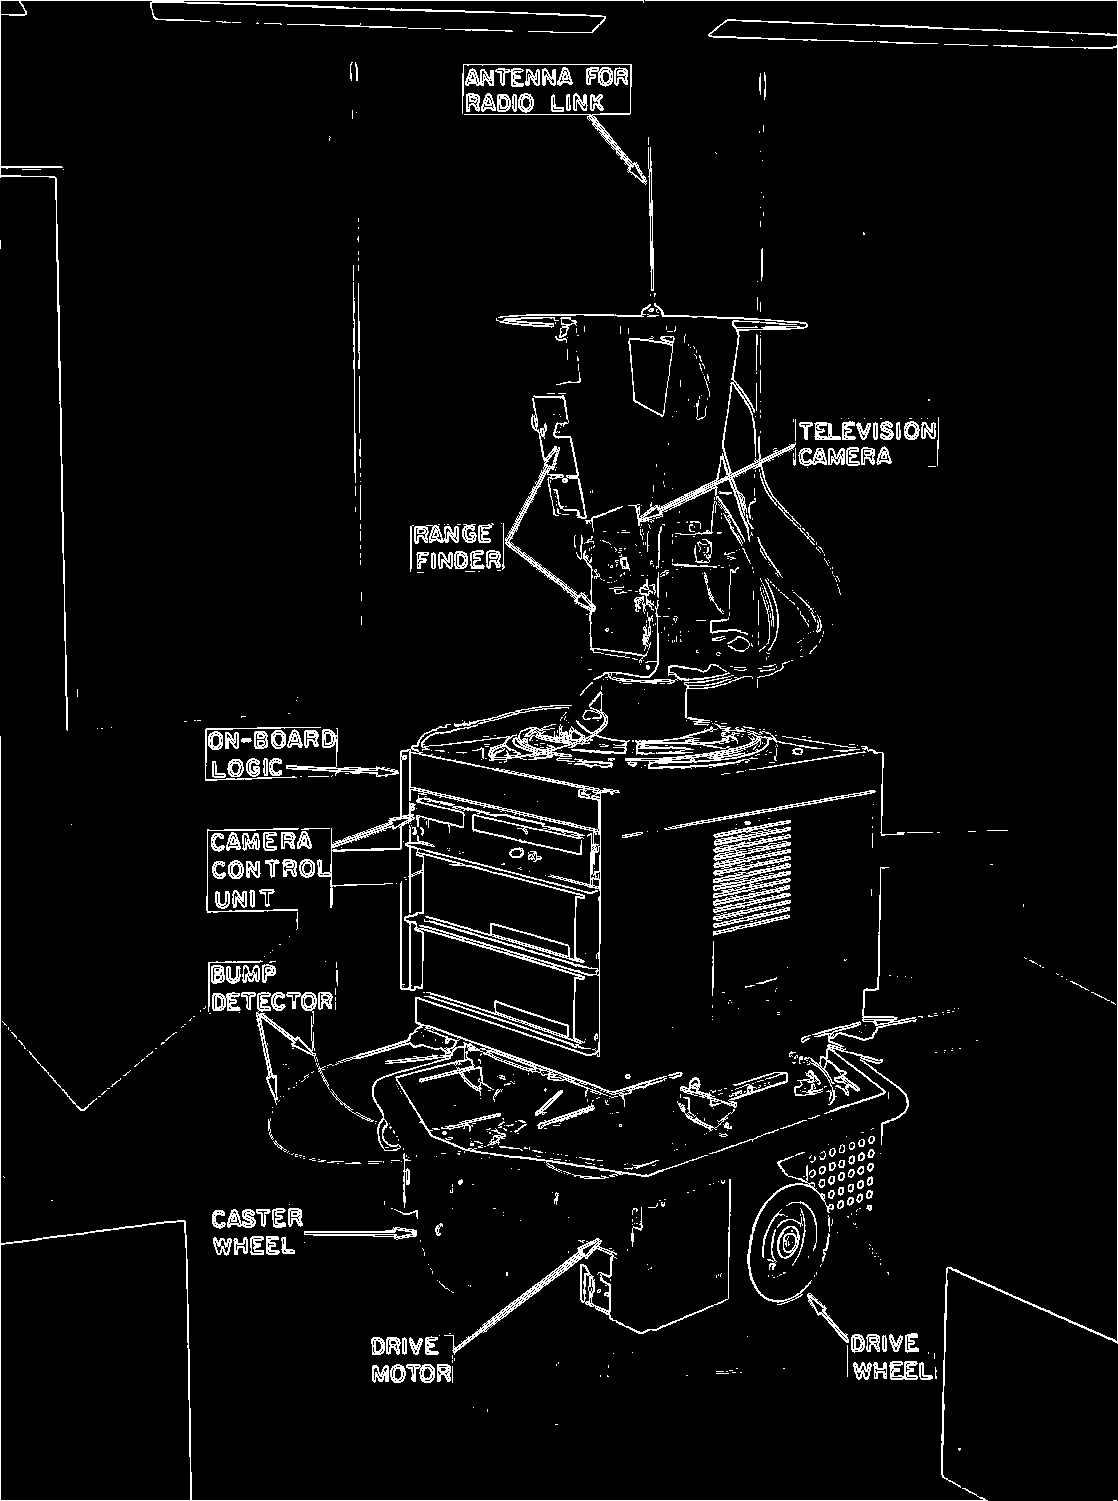 ANTENNA FOR
RADIO LINK
TELEVISION
CAMERA
RANGE
FINDER
ON-BOARD
LOGIC
CAMERA
CONTROL
UNIT
BUMP
DETECTOR
CASTER
WHEEL
DRIVE
MOTOR
DRIVE
WHEEL